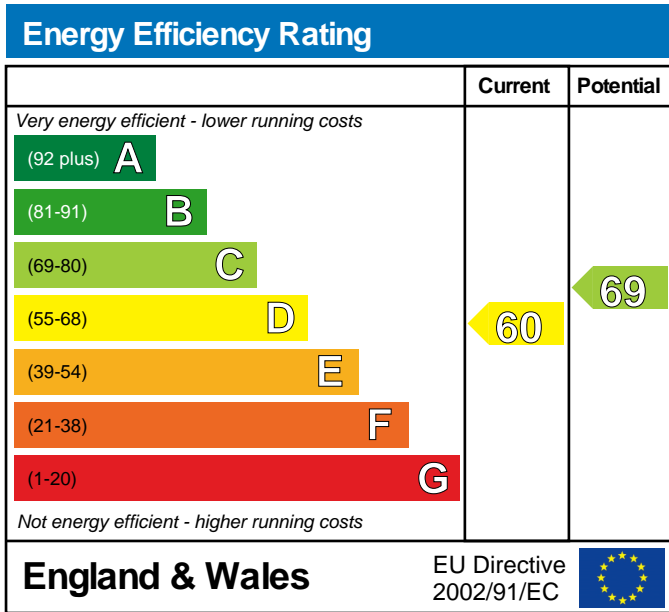 Energy Efficiency Rating
Current Potential
Very energy efficient - lower running costs
(92 plus) A
(81-91) B
(69-80) C
(55-68) D
(39-54) E
(21-38) F
(1-20) G
60
69
Not energy efficient - higher running costs
England & Wales
EU Directive
2002/91/EC